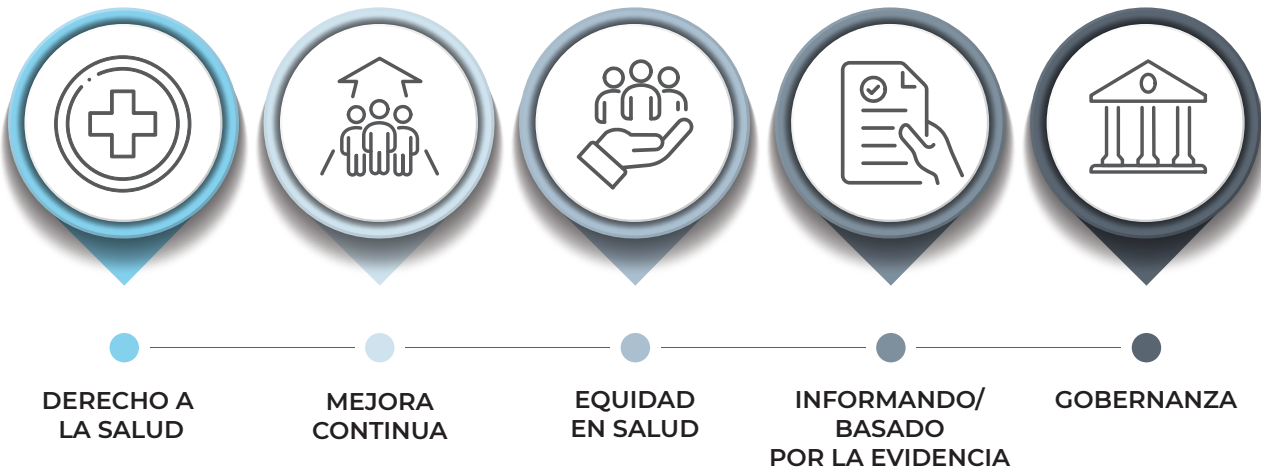 DERECHO A
LA SALUD
MEJORA
CONTINUA
EQUIDAD
EN SALUD
INFORMANDO/
BASADO
POR LA EVIDENCIA
GOBERNANZA